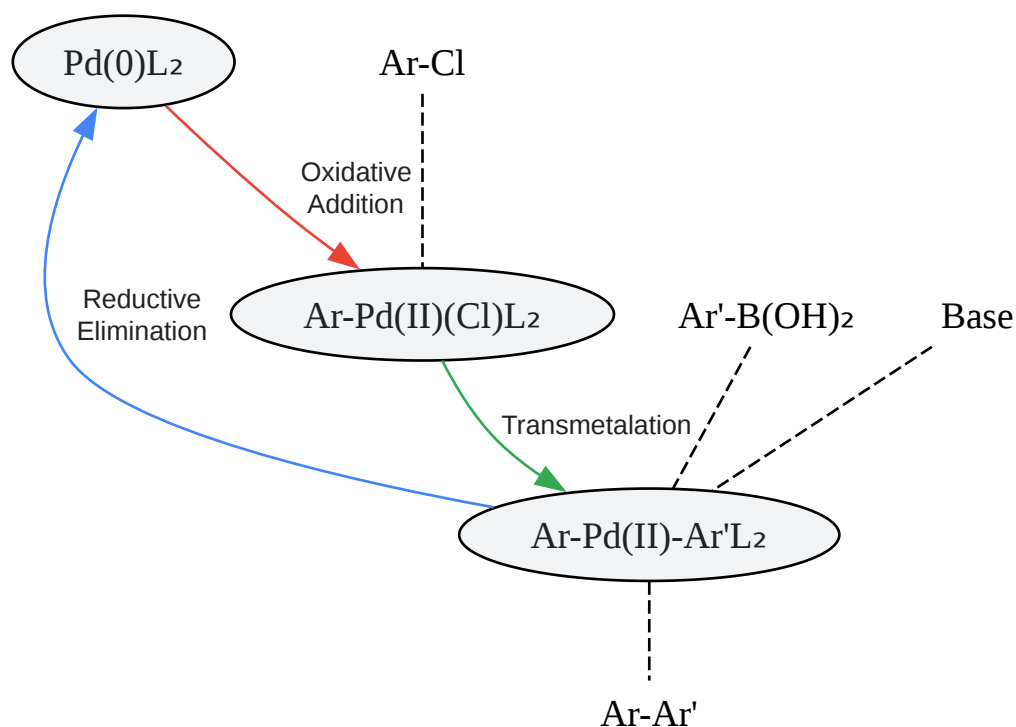 Pd(0)L₂
Ar-Cl
Oxidative
Addition
Reductive
Elimination
Ar-Pd(II)(Cl)L₂
Ar'-B(OH)₂
Base
Transmetalation
Ar-Pd(II)-Ar'L₂
Ar-Ar'